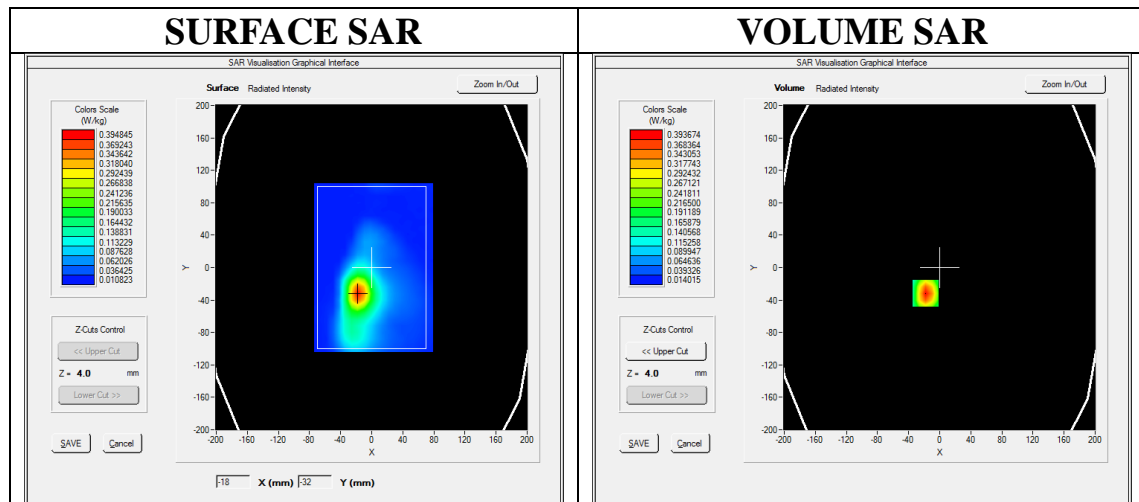 SURFACE SAR
SAR Visualisation Graphical Interface
Surface Radiated Intensity
Zoom In/Out
Colors Scale
(W/kg)
0.394845
0.369243
0.343642
0.318040
0.292439
0.266838
0.241236
0.215635
0.190033
0.164432
0.138831
0.113229
0.087628
0.062026
0.036425
0.010823
Z-Cuts Control
<< Upper Cut
Z = 4.0 mm
Lower Cut >>
SAVE Cancel
200
160
120
80
40
0
-40
-80
-120
-160
-200
Y
-200 -160 -120 -80 -40 0 40 80 120 160 200
X
-18 X (mm) -32 Y (mm)
VOLUME SAR
SAR Visualisation Graphical Interface
Volume Radiated Intensity
Zoom In/Out
Colors Scale
(W/kg)
0.393674
0.368364
0.343053
0.317743
0.292432
0.267121
0.241811
0.216500
0.191189
0.165879
0.140568
0.115258
0.089947
0.064636
0.039326
0.014015
Z-Cuts Control
<< Upper Cut
Z = 4.0 mm
Lower Cut >>
SAVE Cancel
200
160
120
80
40
0
-40
-80
-120
-160
-200
Y
-200 -160 -120 -80 -40 0 40 80 120 160 200
X